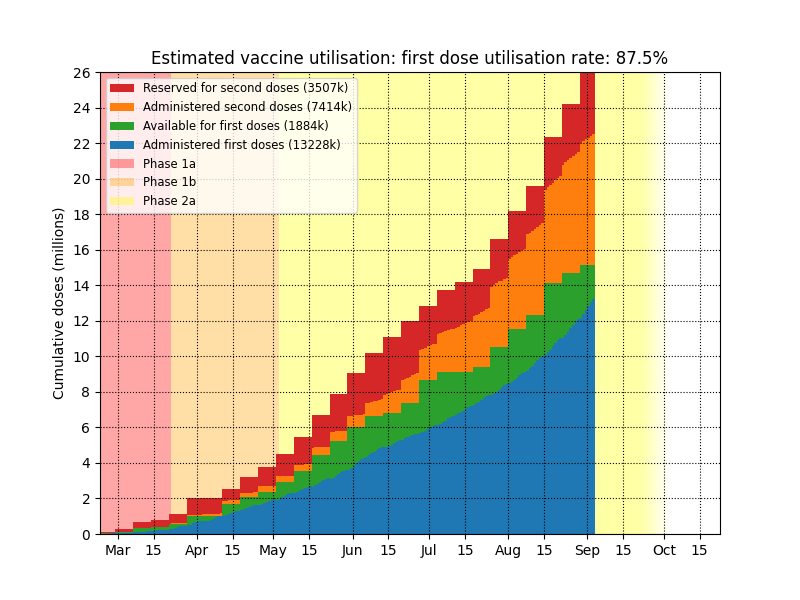 Estimated vaccine utilisation: first dose utilisation rate: 87.5%
Cumulative doses (millions)
26
24
22
20
18
16
14
12
10
8
6
4
2
0
Reserved for second doses (3507k)
Administered second doses (7414k)
Available for first doses (1884k)
Administered first doses (13228k)
Phase 1a
Phase 1b
Phase 2a
Mar 15 Apr 15 May 15 Jun 15 Jul 15 Aug 15 Sep 15 Oct 15